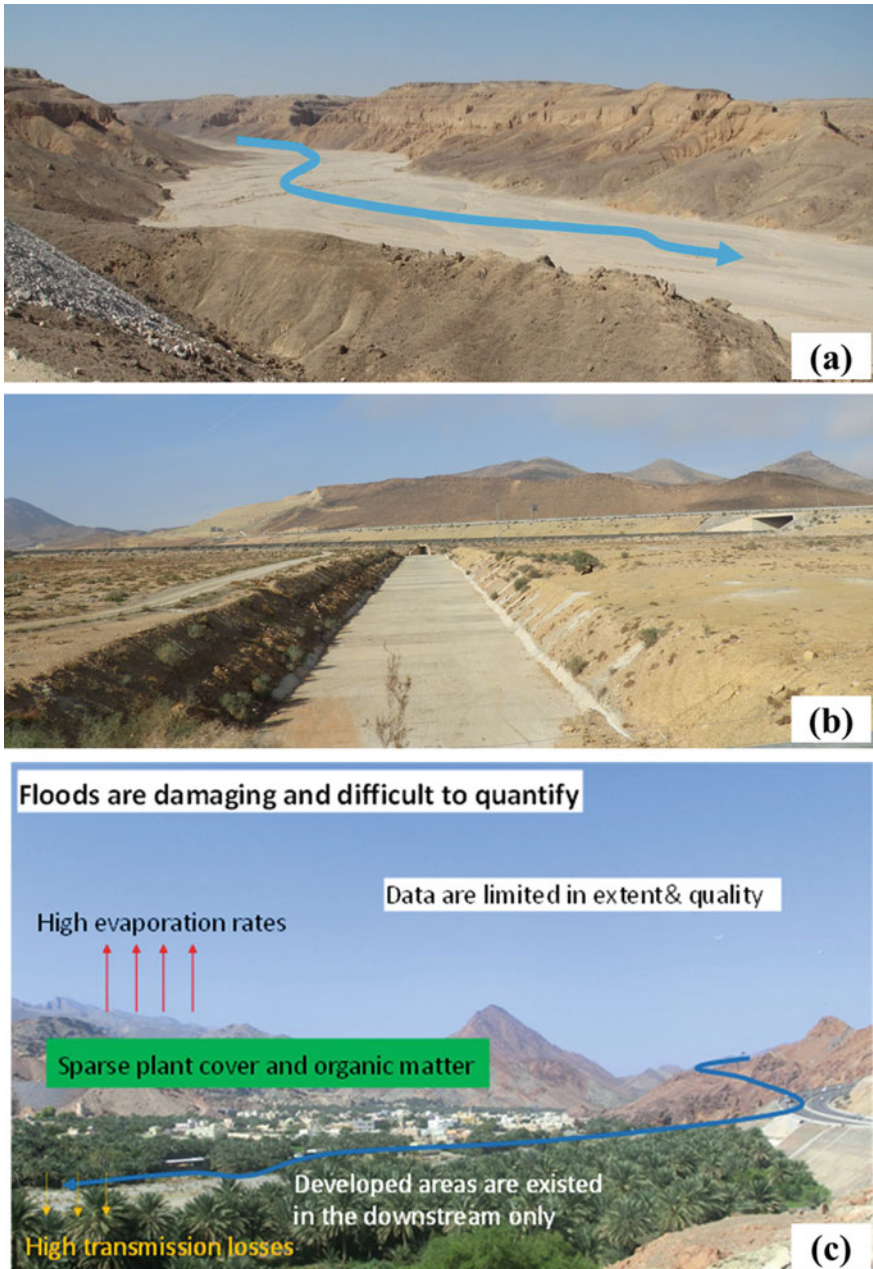 (a)
(b)
Floods are damaging and difficult to quantify
Data are limited in extent& quality
High evaporation rates
Sparse plant cover and organic matter
Developed areas are existed
in the downstream only
High transmission losses
(c)